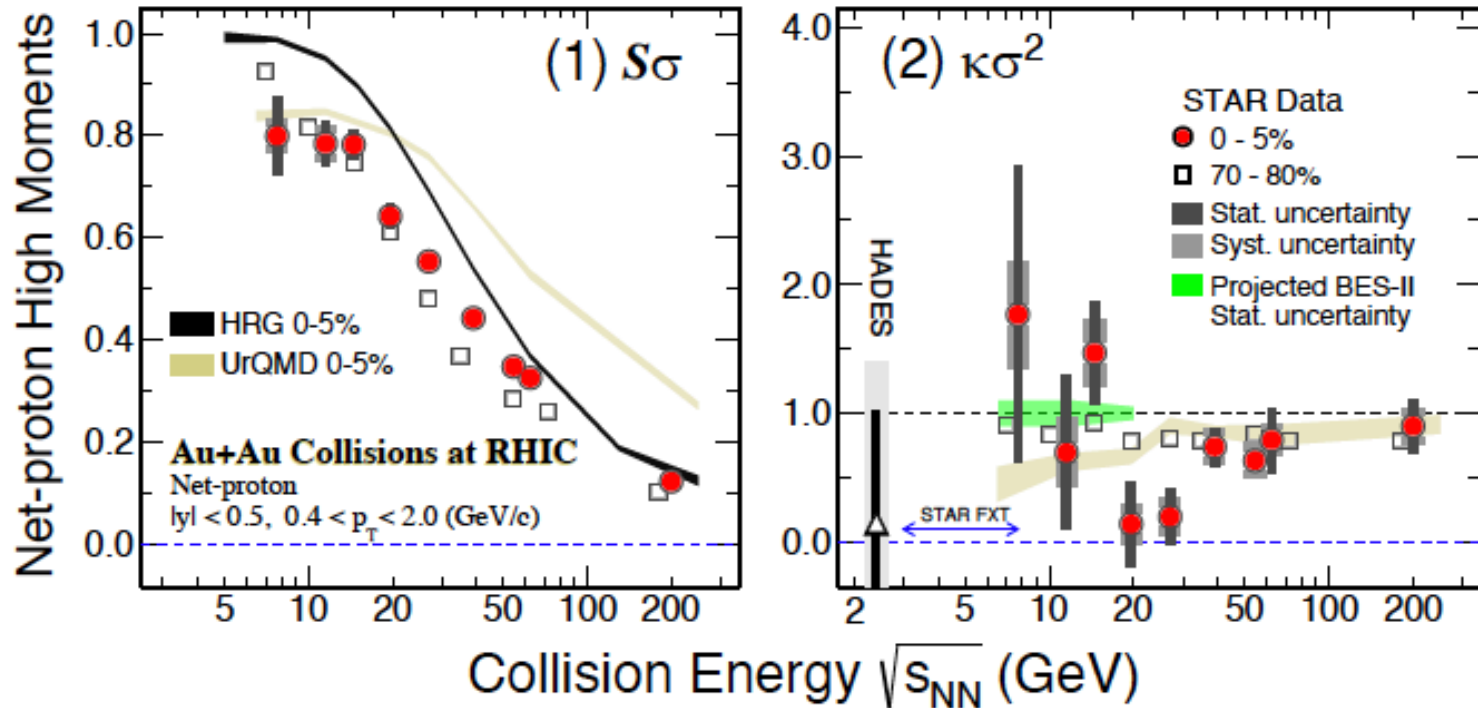 Net-proton High Moments
1.0
0.8
0.6
0.4
0.2
0.0
(1) Sσ
HRG 0-5%
UrQMD 0-5%
Au+Au Collisions at RHIC
Net-proton
|y| < 0.5, 0.4 < p_T < 2.0 (GeV/c)
5 10 20 50 100 200
4.0
3.0
2.0
1.0
0.0
(2) κσ²
STAR Data
0 - 5%
70 - 80%
Stat. uncertainty
Syst. uncertainty
Projected BES-II
Stat. uncertainty
HADES
STAR FXT
2 5 10 20 50 100 200
Collision Energy √s_NN (GeV)